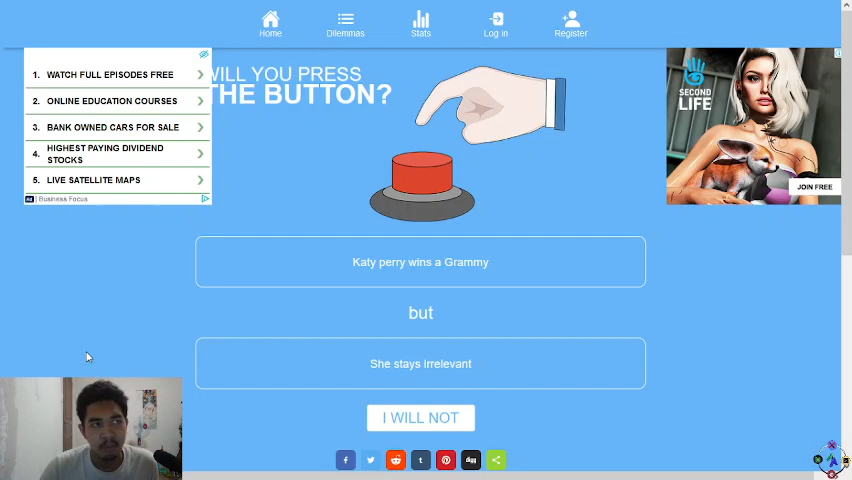 Home
Dilemmas
Stats
Log in
Register
1. WATCH FULL EPISODES FREE
2. ONLINE EDUCATION COURSES
3. BANK OWNED CARS FOR SALE
4. HIGHEST PAYING DIVIDEND
STOCKS
5. LIVE SATELLITE MAPS
Ad | Business Focus
WILL YOU PRESS
THE BUTTON?
SECOND
LIFE
JOIN FREE
Katy perry wins a Grammy
but
She stays irrelevant
I WILL NOT
f
t
digg